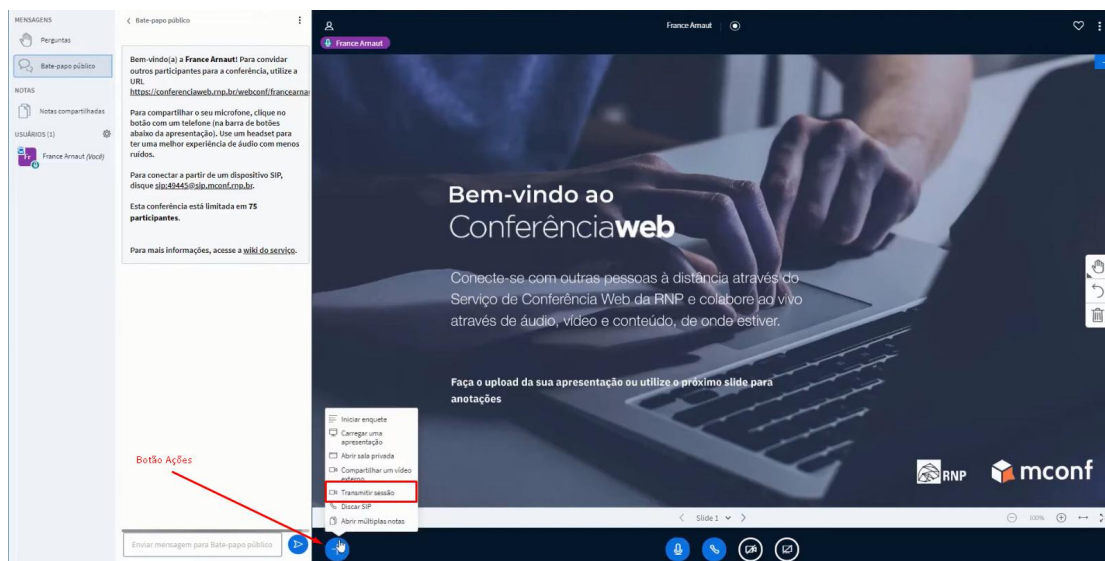 MENSAGENS
Perguntas
Bate-papo público
NOTAS
Notas compartilhadas
USUÁRIOS (1)
Fr
France Arnaut (Você)
Bate-papo público
Bem-vindo(a) a France Arnaut! Para convidar
outros participantes para a conferência, utilize a
URL
https://conferenciaweb.rnp.br/webconf/francearnau
Para compartilhar o seu microfone, clique no
botão com um telefone (na barra de botões
abaixo da apresentação). Use um headset para
ter uma melhor experiência de áudio com menos
ruídos.
Para conectar a partir de um dispositivo SIP,
disque sip:49445@sip.mconf.rnp.br.
Esta conferência está limitada em 75
participantes.
Para mais informações, acesse a wiki do serviço.
Botão Ações
Enviar mensagem para Bate-papo público
France Arnaut
France Arnaut
Bem-vindo ao
Conferênciaweb
Conecte-se com outras pessoas à distância através do
Serviço de Conferência Web da RNP e colabore ao vivo
através de áudio, vídeo e conteúdo, de onde estiver.
Faça o upload da sua apresentação ou utilize o próximo slide para
anotações
Iniciar enquete
Carregar uma
apresentação
Abrir sala privada
Compartilhar um vídeo
externo
Transmitir sessão
Discar SIP
Abrir múltiplas notas
RNP
mconf
Slide 1
100%